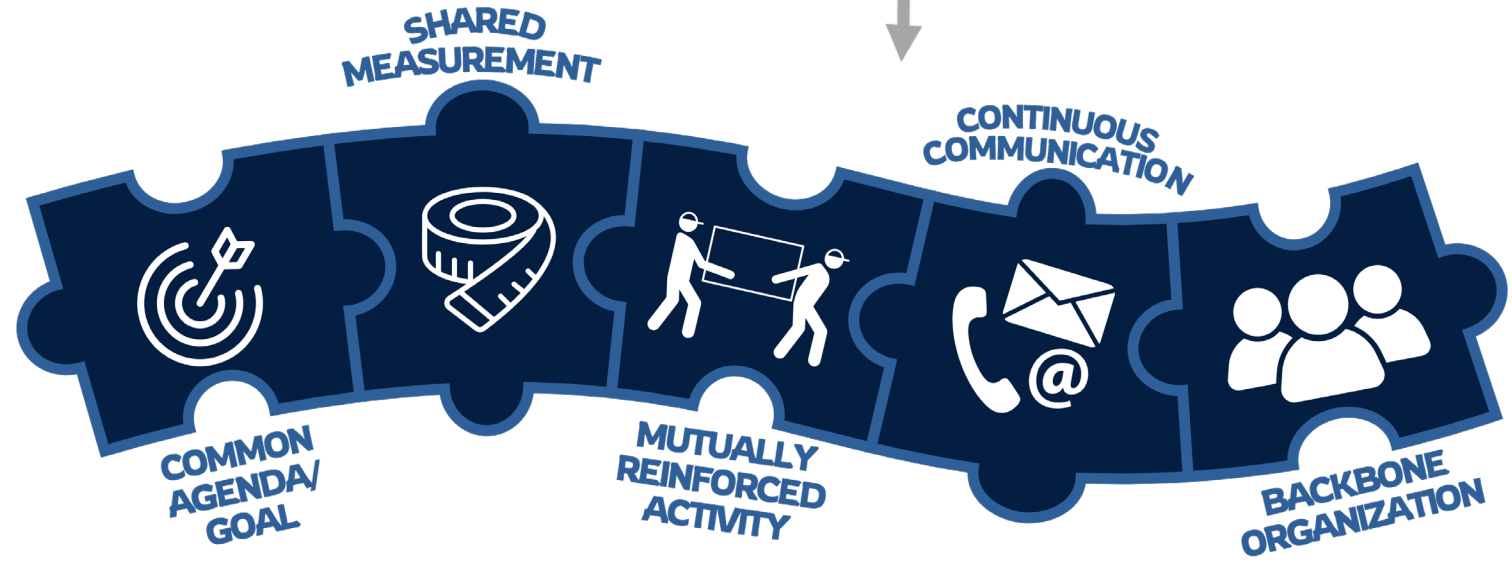 SHARED
MEASUREMENT
CONTINUOUS
COMMUNICATION
@
COMMON
AGENDA/
GOAL
MUTUALLY
REINFORCED
ACTIVITY
BACKBONE
ORGANIZATION